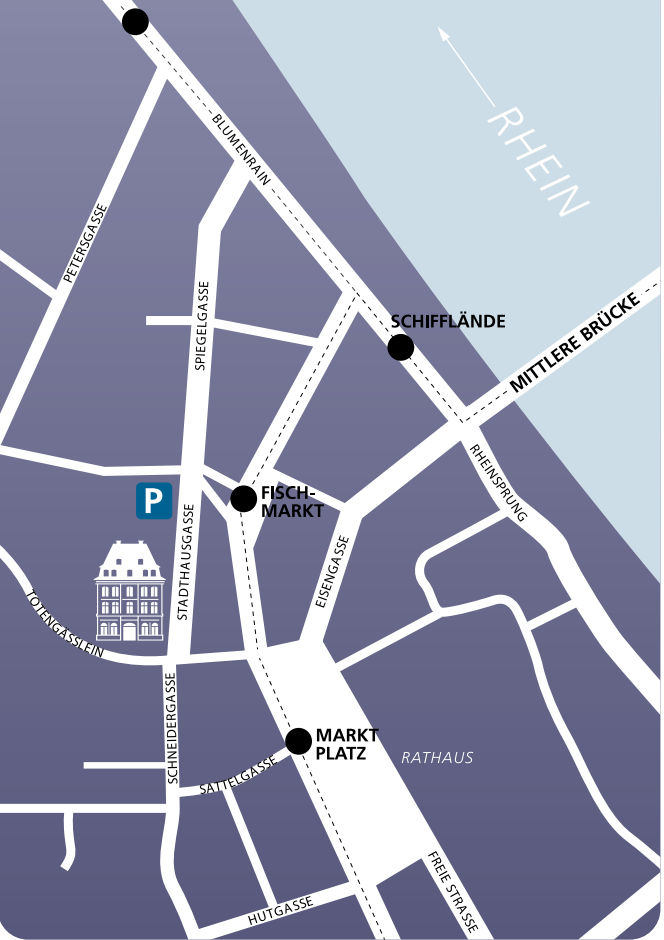 BLUMENRAIN
RHEIN
PETERSGASSE
SPIEGELGASSE
SCHIFFLÄNDE
MITTLERE BRÜCKE
RHEINSPRUNG
P
FISCH-
MARKT
STADTHAUSGASSE
EISENGASSE
TOTENGÄSSLEIN
SCHNEIDERGASSE
MARKT
PLATZ
RATHAUS
SATTELGASSE
FREIE STRASSE
HUTGASSE